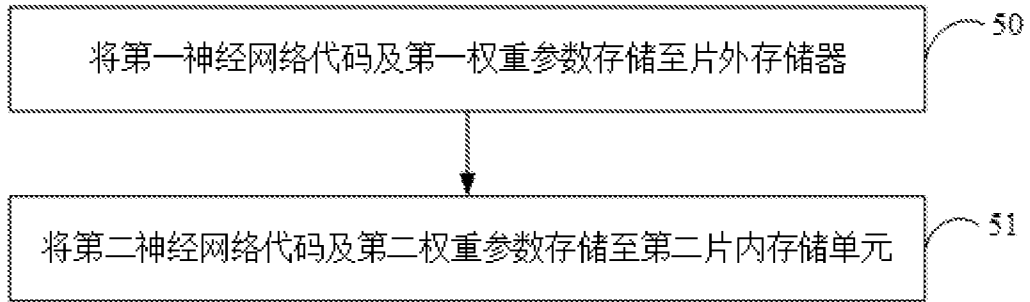 将第一神经网络代码及第一权重参数存储至片外存储器
50
将第二神经网络代码及第二权重参数存储至第二片内存储单元
51